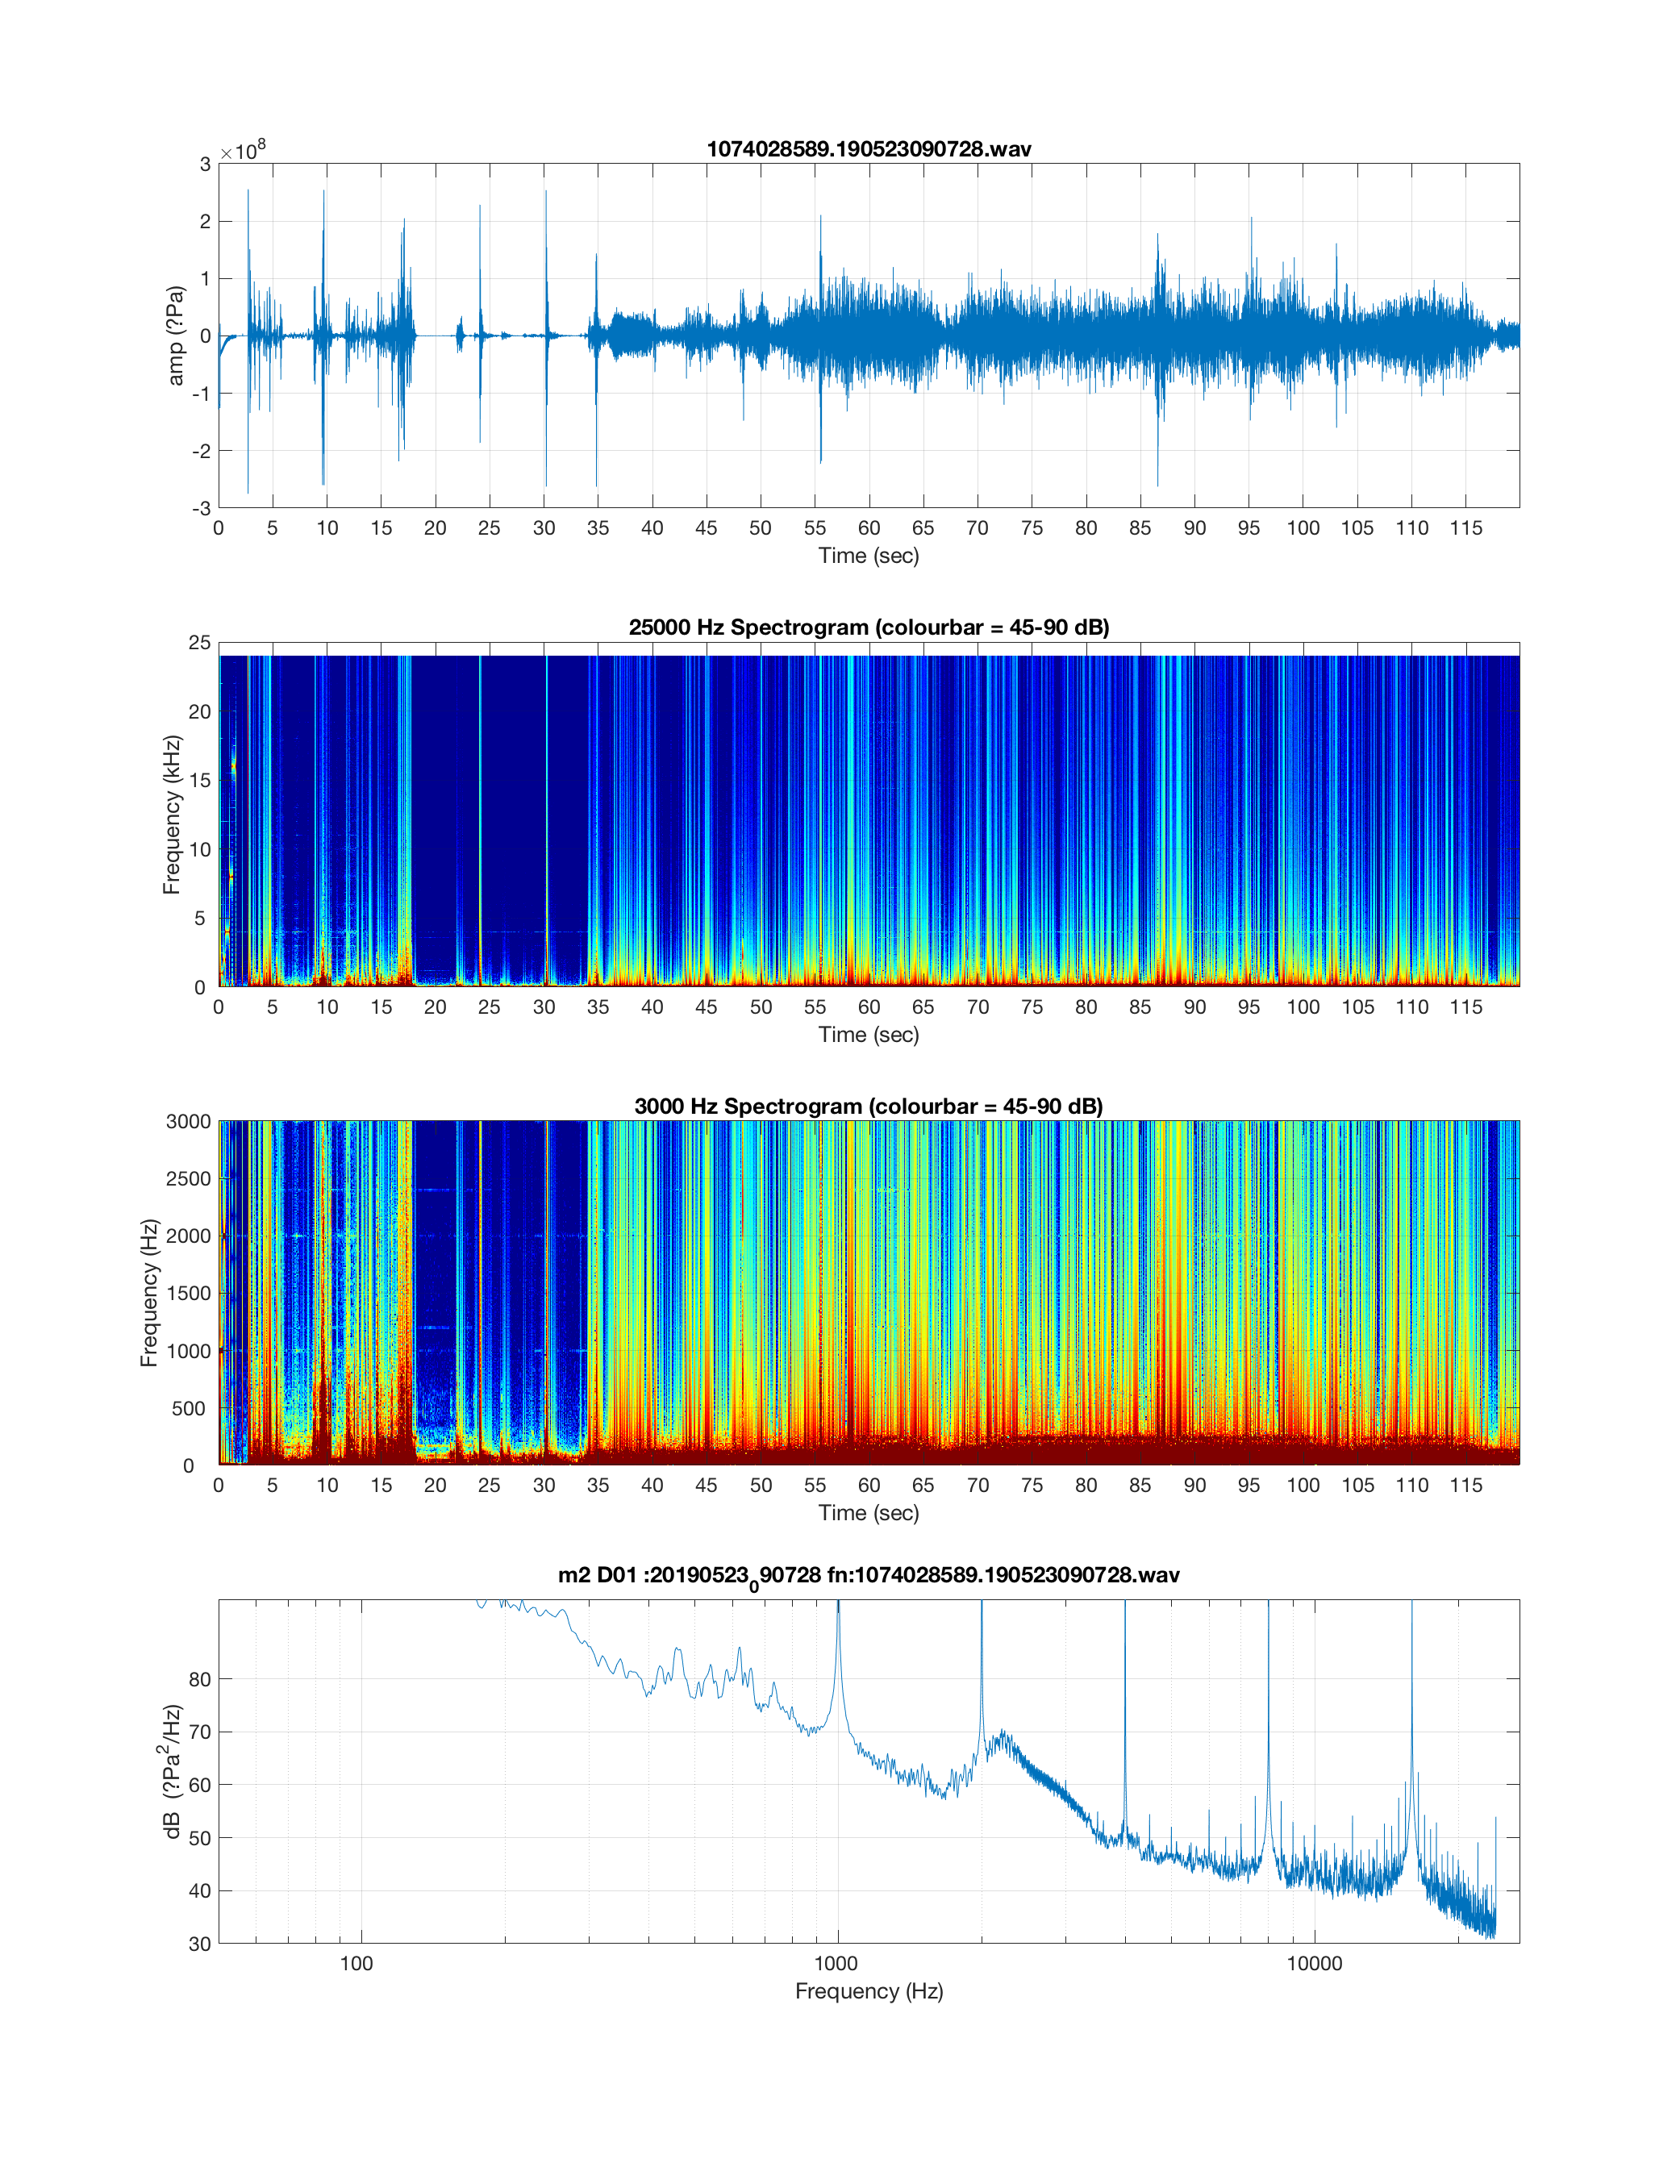 1074028589.190523090728.wav
×10^8
3
2
1
0
-1
-2
-3
amp (?Pa)
0 5 10 15 20 25 30 35 40 45 50 55 60 65 70 75 80 85 90 95 100 105 110 115
Time (sec)
25000 Hz Spectrogram (colourbar = 45-90 dB)
25
20
15
10
5
0
Frequency (kHz)
0 5 10 15 20 25 30 35 40 45 50 55 60 65 70 75 80 85 90 95 100 105 110 115
Time (sec)
3000 Hz Spectrogram (colourbar = 45-90 dB)
3000
2500
2000
1500
1000
500
0
Frequency (Hz)
0 5 10 15 20 25 30 35 40 45 50 55 60 65 70 75 80 85 90 95 100 105 110 115
Time (sec)
m2 D01 :20190523_090728 fn:1074028589.190523090728.wav
80
70
60
50
40
30
dB (?Pa^2/Hz)
100 1000 10000
Frequency (Hz)